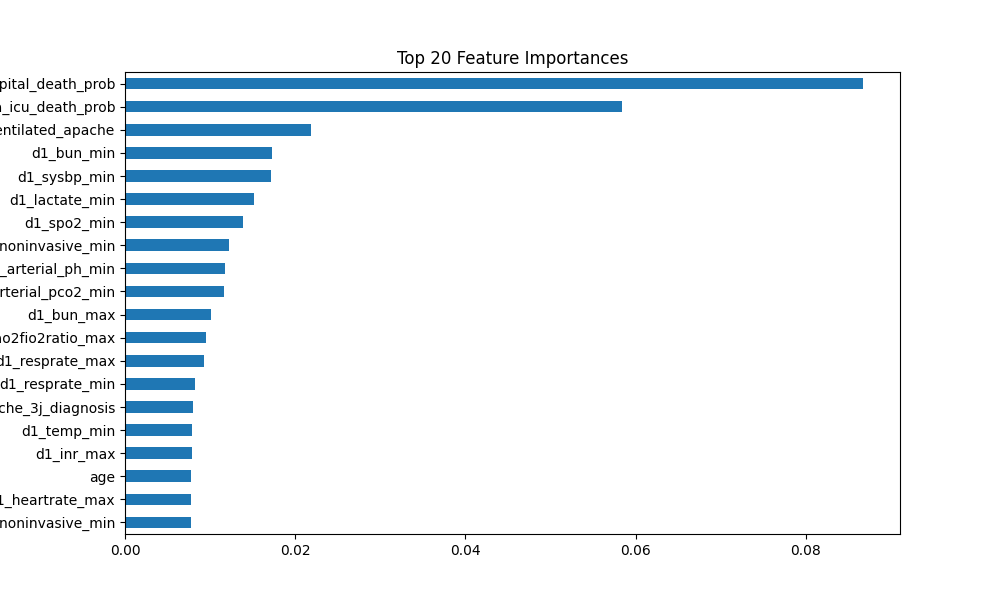 Top 20 Feature Importances
pital_death_prob
_icu_death_prob
entilated_apache
d1_bun_min
d1_sysbp_min
d1_lactate_min
d1_spo2_min
noninvasive_min
_arterial_ph_min
rterial_pco2_min
d1_bun_max
ao2fio2ratio_max
d1_resprate_max
d1_resprate_min
che_3j_diagnosis
d1_temp_min
d1_inr_max
age
1_heartrate_max
noninvasive_min
0.00 0.02 0.04 0.06 0.08